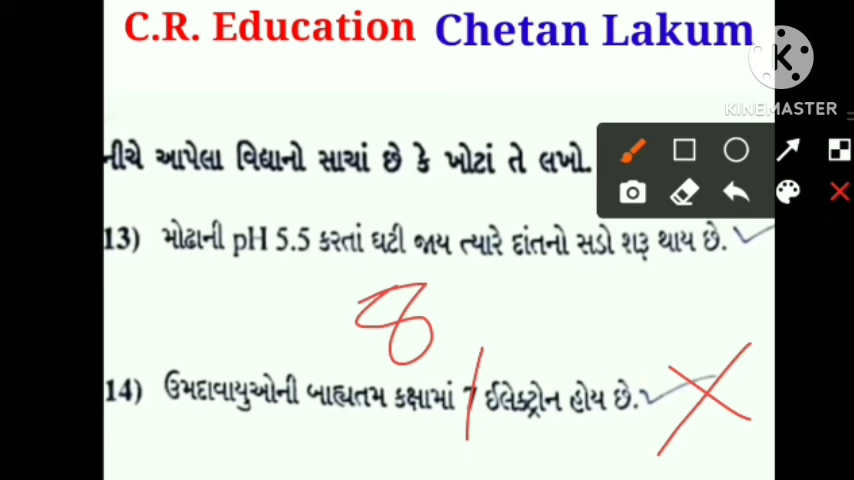 C.R. Education Chetan Lakum
KINEMASTER
નીચે આપેલા વિદ્યાનો સાચાં છે કે ખોટાં તે લખો.
13) મોઢાની pH 5.5 કરતાં ઘટી જાય ત્યારે દાંતનો સડો શરૂ થાય છે.
8
14) ઉમદાવાયુઓની બાહ્યતમ કક્ષામાં 7 ઈલેક્ટ્રોન હોય છે.